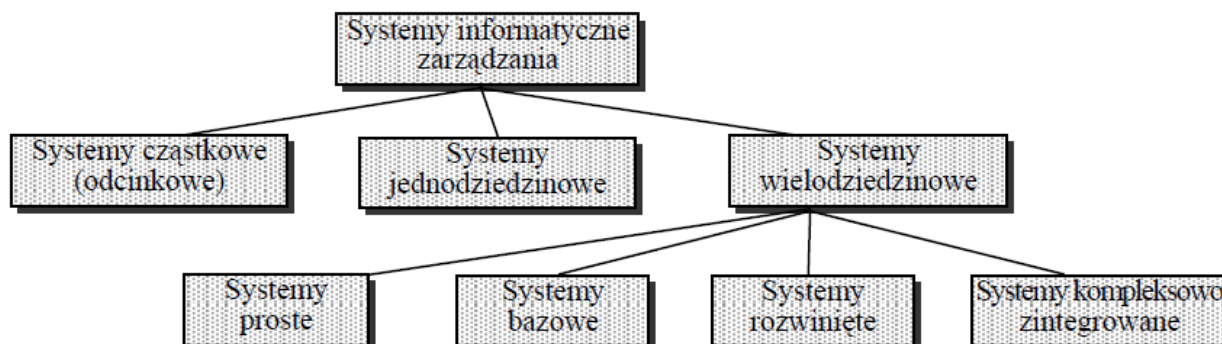 Systemy informatyczne
zarządzania
Systemy cząstkowe
(odcinkowe)
Systemy
jednodziedzinowe
Systemy
wielodziedzinowe
Systemy
proste
Systemy
bazowe
Systemy
rozwinięte
Systemy kompleksowo
zintegrowane